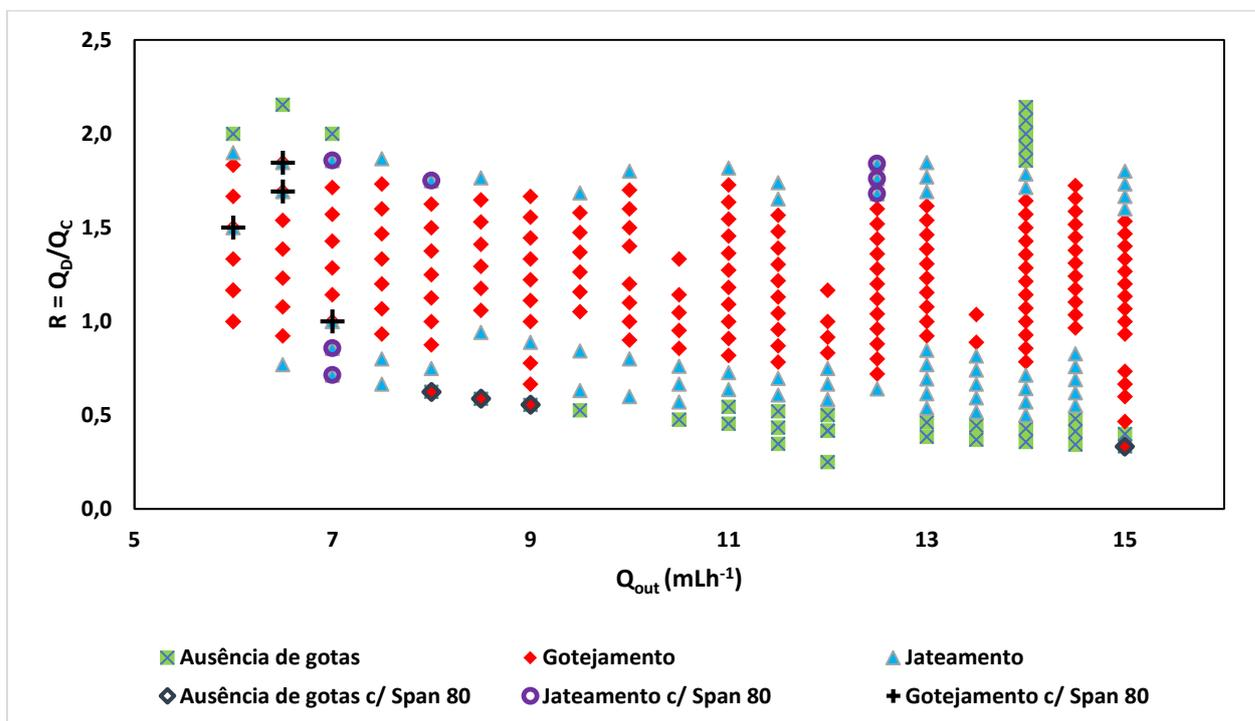 2,5
2,0
1,5
1,0
0,5
0,0
R = Q_D/Q_C
5 7 9 11 13 15
Q_out (mLh⁻¹)
Ausência de gotas Gotejamento Jateamento
Ausência de gotas c/ Span 80 Jateamento c/ Span 80 Gotejamento c/ Span 80